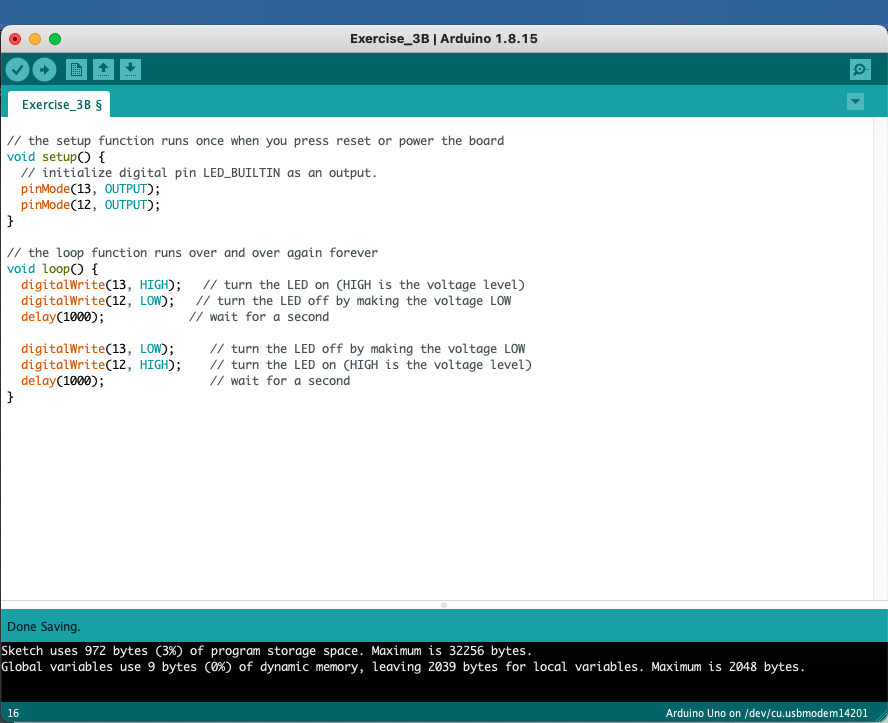 Exercise_3B | Arduino 1.8.15
Exercise_3B §
// the setup function runs once when you press reset or power the board
void setup() {
  // initialize digital pin LED_BUILTIN as an output.
  pinMode(13, OUTPUT);
  pinMode(12, OUTPUT);
}
// the loop function runs over and over again forever
void loop() {
  digitalWrite(13, HIGH);   // turn the LED on (HIGH is the voltage level)
  digitalWrite(12, LOW);   // turn the LED off by making the voltage LOW
  delay(1000);            // wait for a second
  digitalWrite(13, LOW);     // turn the LED off by making the voltage LOW
  digitalWrite(12, HIGH);    // turn the LED on (HIGH is the voltage level)
  delay(1000);               // wait for a second
}
Done Saving.
Sketch uses 972 bytes (3%) of program storage space. Maximum is 32256 bytes.
Global variables use 9 bytes (0%) of dynamic memory, leaving 2039 bytes for local variables. Maximum is 2048 bytes.
16 Arduino Uno on /dev/cu.usbmodem14201